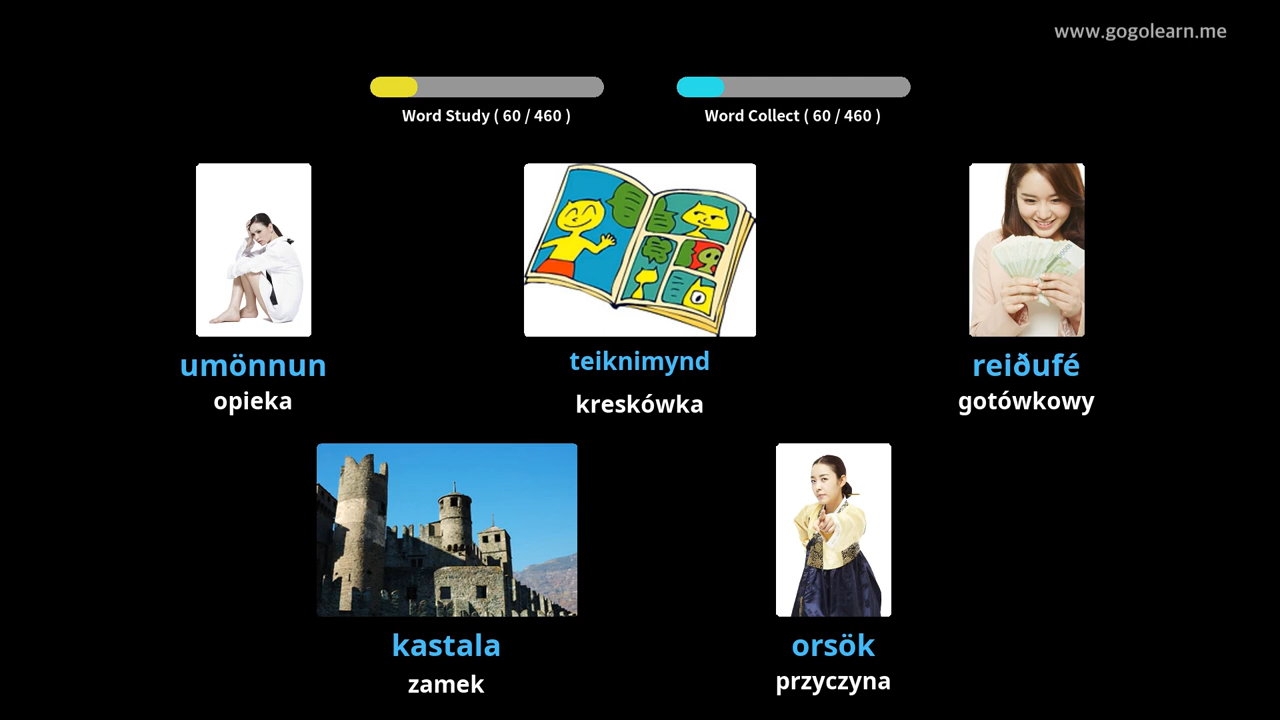 www.gogolearn.me
Word Study ( 60 / 460 )
Word Collect ( 60 / 460 )
umönnun
opieka
teiknimynd
kreskówka
reiðufé
gotówkowy
kastala
zamek
orsök
przyczyna